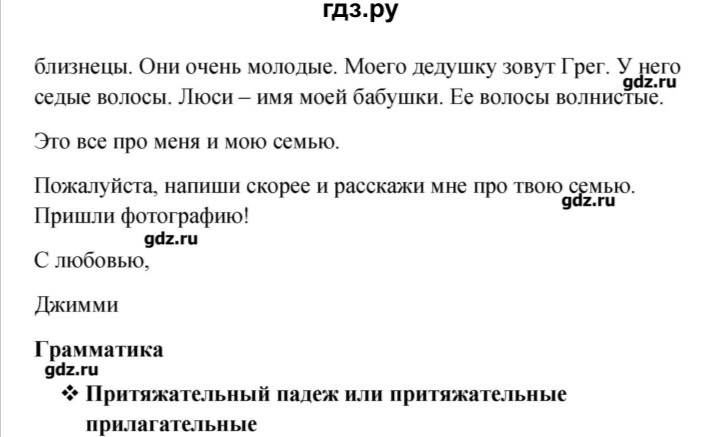 гдз.ру
близнецы. Они очень молодые. Моего дедушку зовут Грег. У него
gdz.ru
седые волосы. Люси – имя моей бабушки. Ее волосы волнистые.
Это все про меня и мою семью.
Пожалуйста, напиши скорее и расскажи мне про твою семью.
gdz.ru
Пришли фотографию!
gdz.ru
С любовью,
Джимми
Грамматика
gdz.ru
❖ Притяжательный падеж или притяжательные
прилагательные